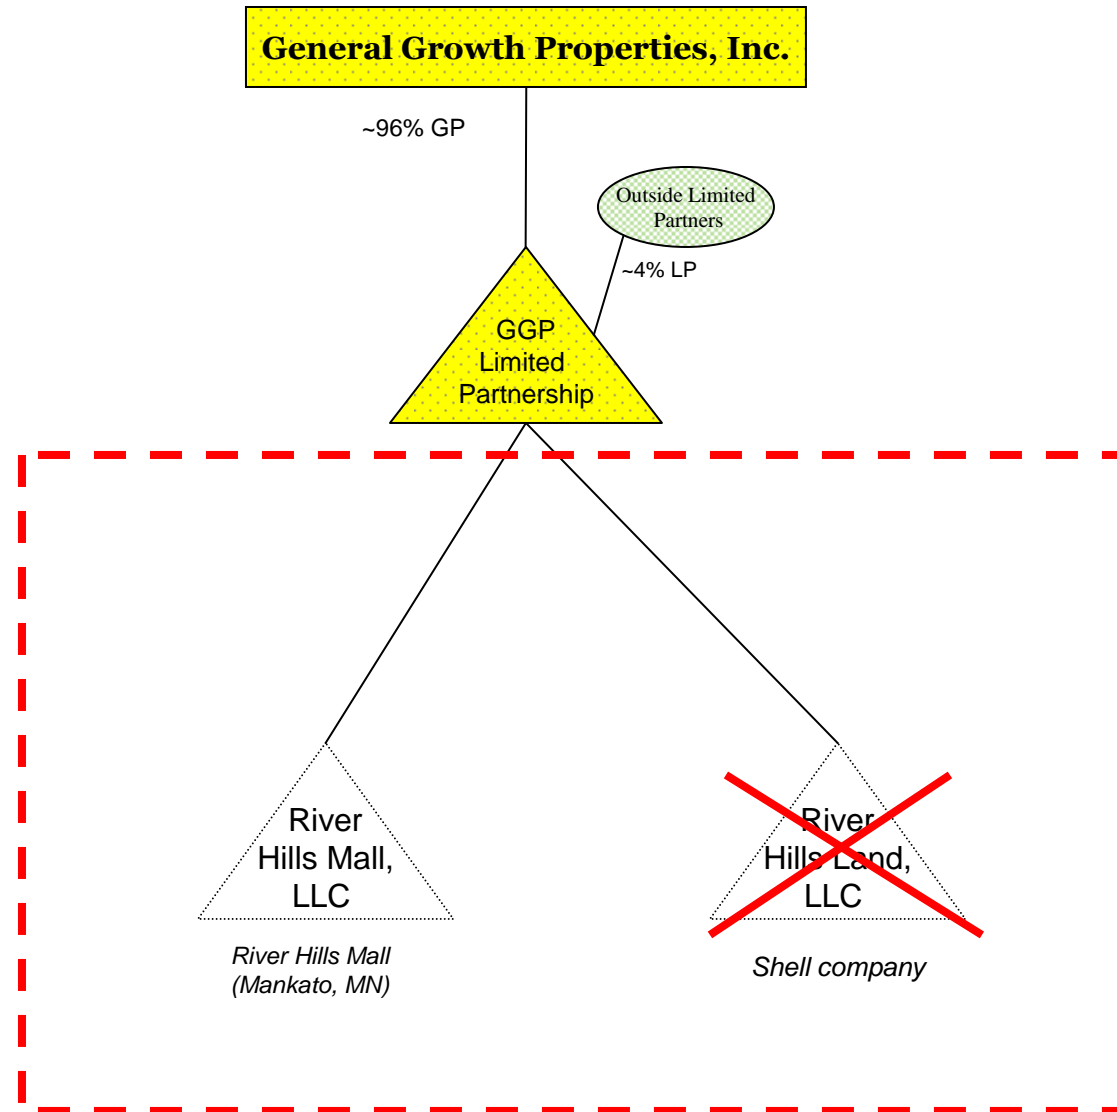 General Growth Properties, Inc.
~96% GP
Outside Limited
Partners
~4% LP
GGP
Limited
Partnership
River
Hills Mall,
LLC
River Hills Mall
(Mankato, MN)
River
Hills Land,
LLC
Shell company